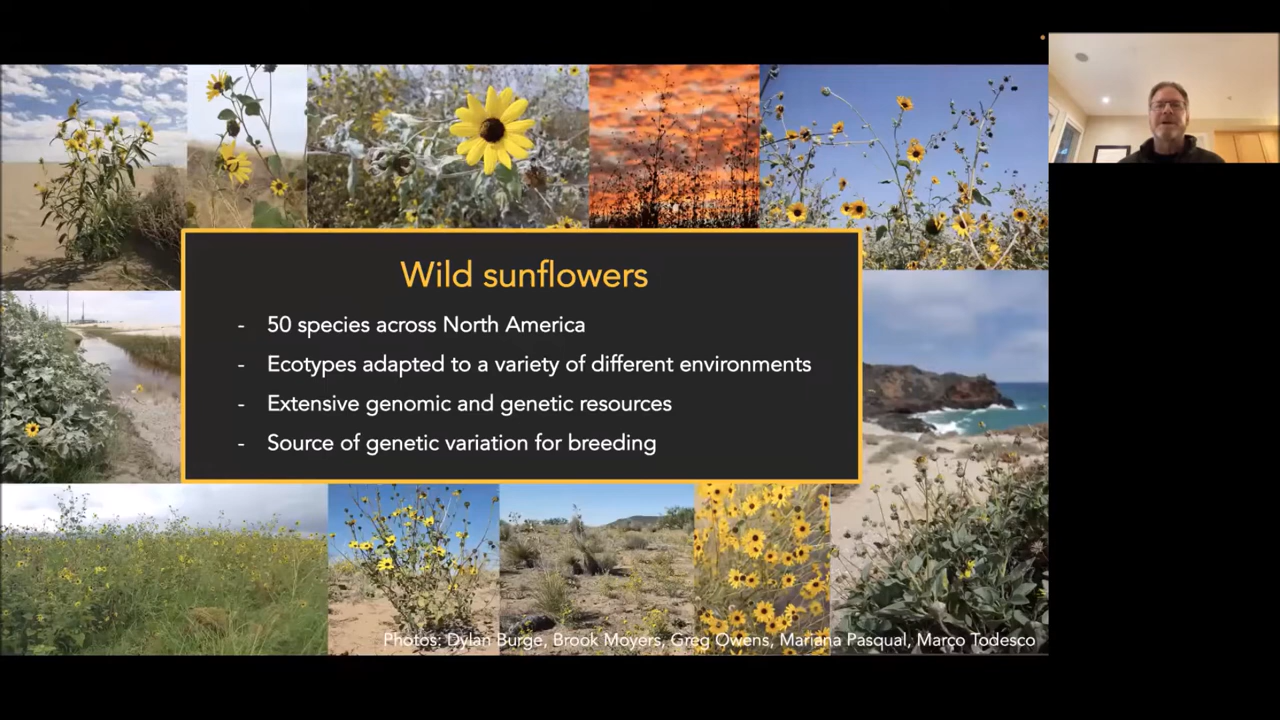 Wild sunflowers
- 50 species across North America
- Ecotypes adapted to a variety of different environments
- Extensive genomic and genetic resources
- Source of genetic variation for breeding
Photos: Dylan Burge, Brook Moyers, Greg Owens, Mariana Pasqual, Marco Todesco